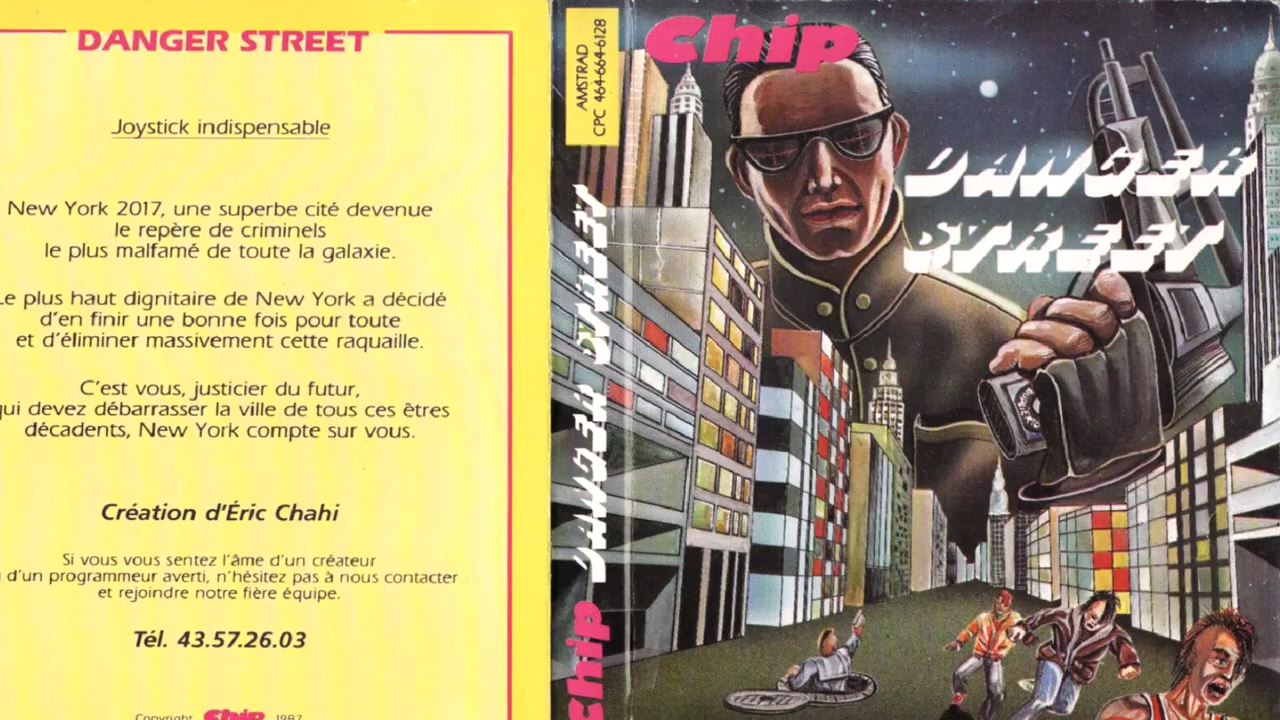 DANGER STREET
Joystick indispensable
New York 2017, une superbe cité devenue
le repère de criminels
le plus malfamé de toute la galaxie.
Le plus haut dignitaire de New York a décidé
d'en finir une bonne fois pour toute
et d'éliminer massivement cette raquaille.
C'est vous, justicier du futur,
qui devez débarrasser la ville de tous ces êtres
décadents, New York compte sur vous.
Création d'Éric Chahi
Si vous vous sentez l'âme d'un créateur
d'un programmeur averti, n'hésitez pas à nous contacter
et rejoindre notre fière équipe.
Tél. 43.57.26.03
Copyright Chip 1987
AMSTRAD
CPC 464-664-6128
DANGER STREET
Chip
Chip
DANGER
STREET